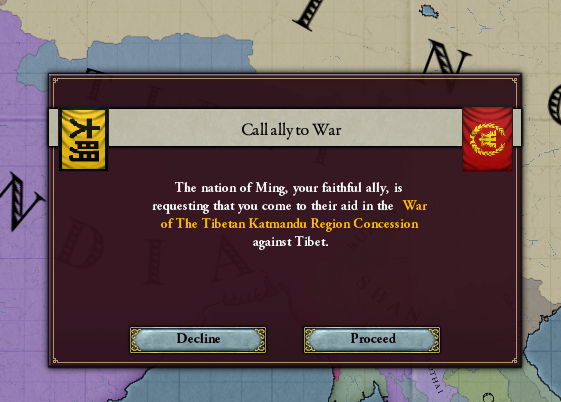 Call ally to War
大明
The nation of Ming, your faithful ally, is
requesting that you come to their aid in the War
of The Tibetan Katmandu Region Concession
against Tibet.
Decline
Proceed
N
N
D I A
SHAN